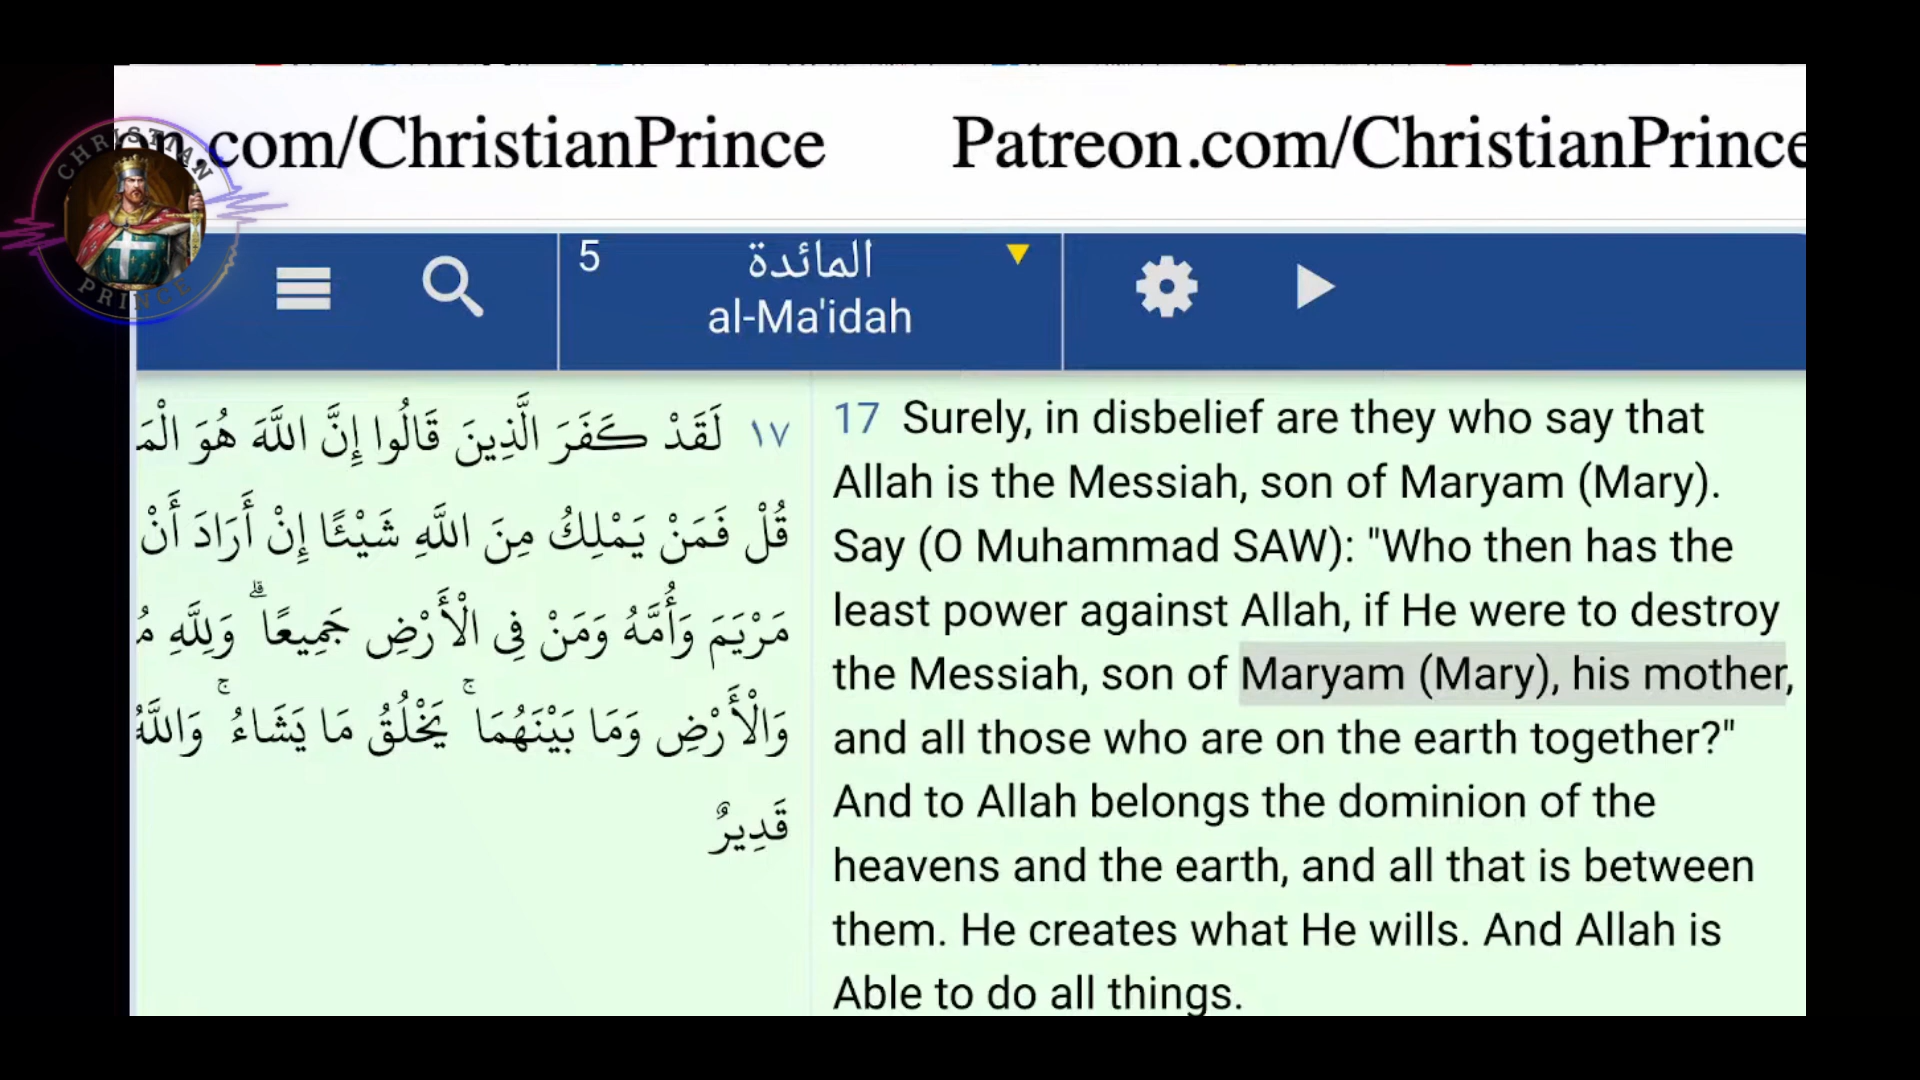 n.com/ChristianPrince Patreon.com/ChristianPrince
CHRISTIAN
PRINCE
5
المائدة
al-Ma'idah
١٧ لَقَدْ كَفَرَ الَّذِينَ قَالُوا إِنَّ اللَّهَ هُوَ الْمَ
قُلْ فَمَنْ يَمْلِكُ مِنَ اللَّهِ شَيْئًا إِنْ أَرَادَ أَنْ
مَرْيَمَ وَأُمَّهُ وَمَنْ فِى الْأَرْضِ جَمِيعًا ۗ وَلِلَّهِ مُ
وَالْأَرْضِ وَمَا بَيْنَهُمَا ۚ يَخْلُقُ مَا يَشَاءُ ۚ وَاللَّهُ
قَدِيرٌ
17 Surely, in disbelief are they who say that
Allah is the Messiah, son of Maryam (Mary).
Say (O Muhammad SAW): "Who then has the
least power against Allah, if He were to destroy
the Messiah, son of Maryam (Mary), his mother,
and all those who are on the earth together?"
And to Allah belongs the dominion of the
heavens and the earth, and all that is between
them. He creates what He wills. And Allah is
Able to do all things.